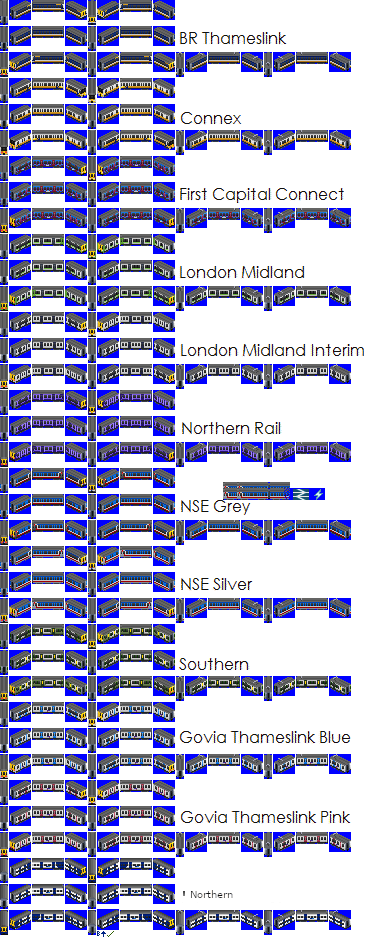 BR Thameslink
Connex
First Capital Connect
London Midland
London Midland Interim
Northern Rail
NSE Grey
NSE Silver
Southern
Govia Thameslink Blue
Govia Thameslink Pink
Northern